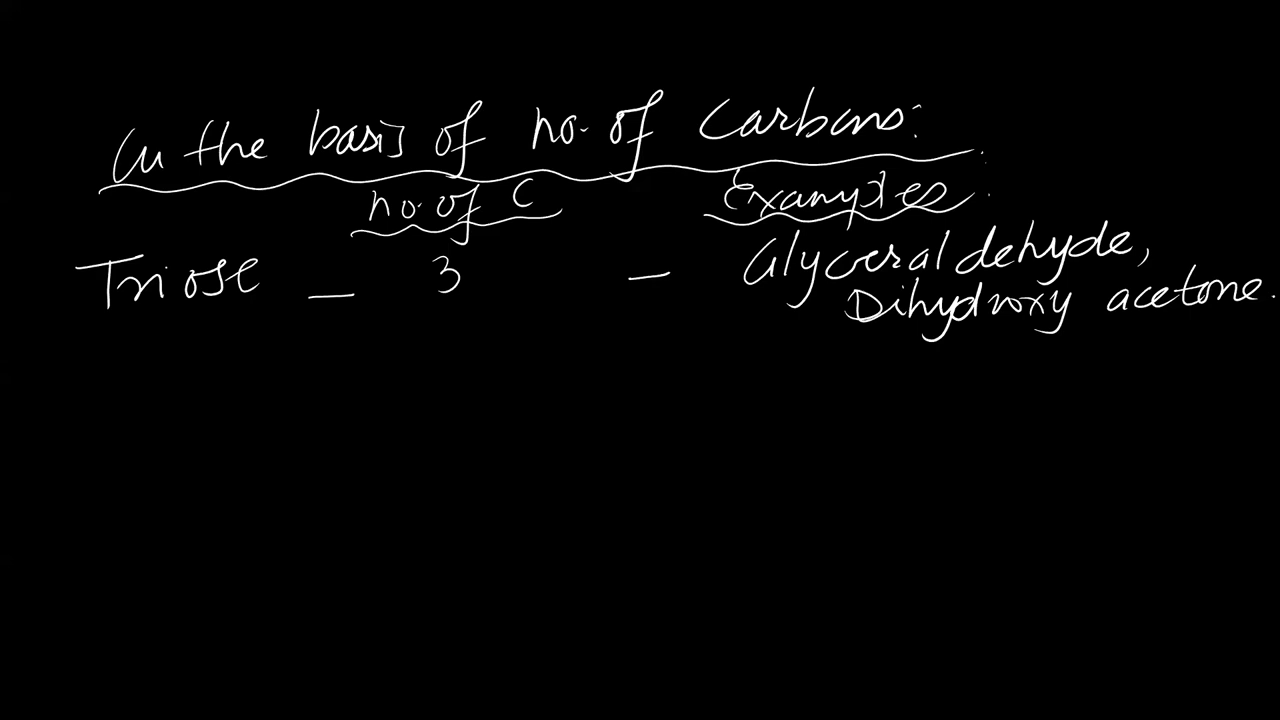 On the basis of no. of Carbons:
no. of C Examples
Triose – 3 – Glyceraldehyde,
Dihydroxy acetone.